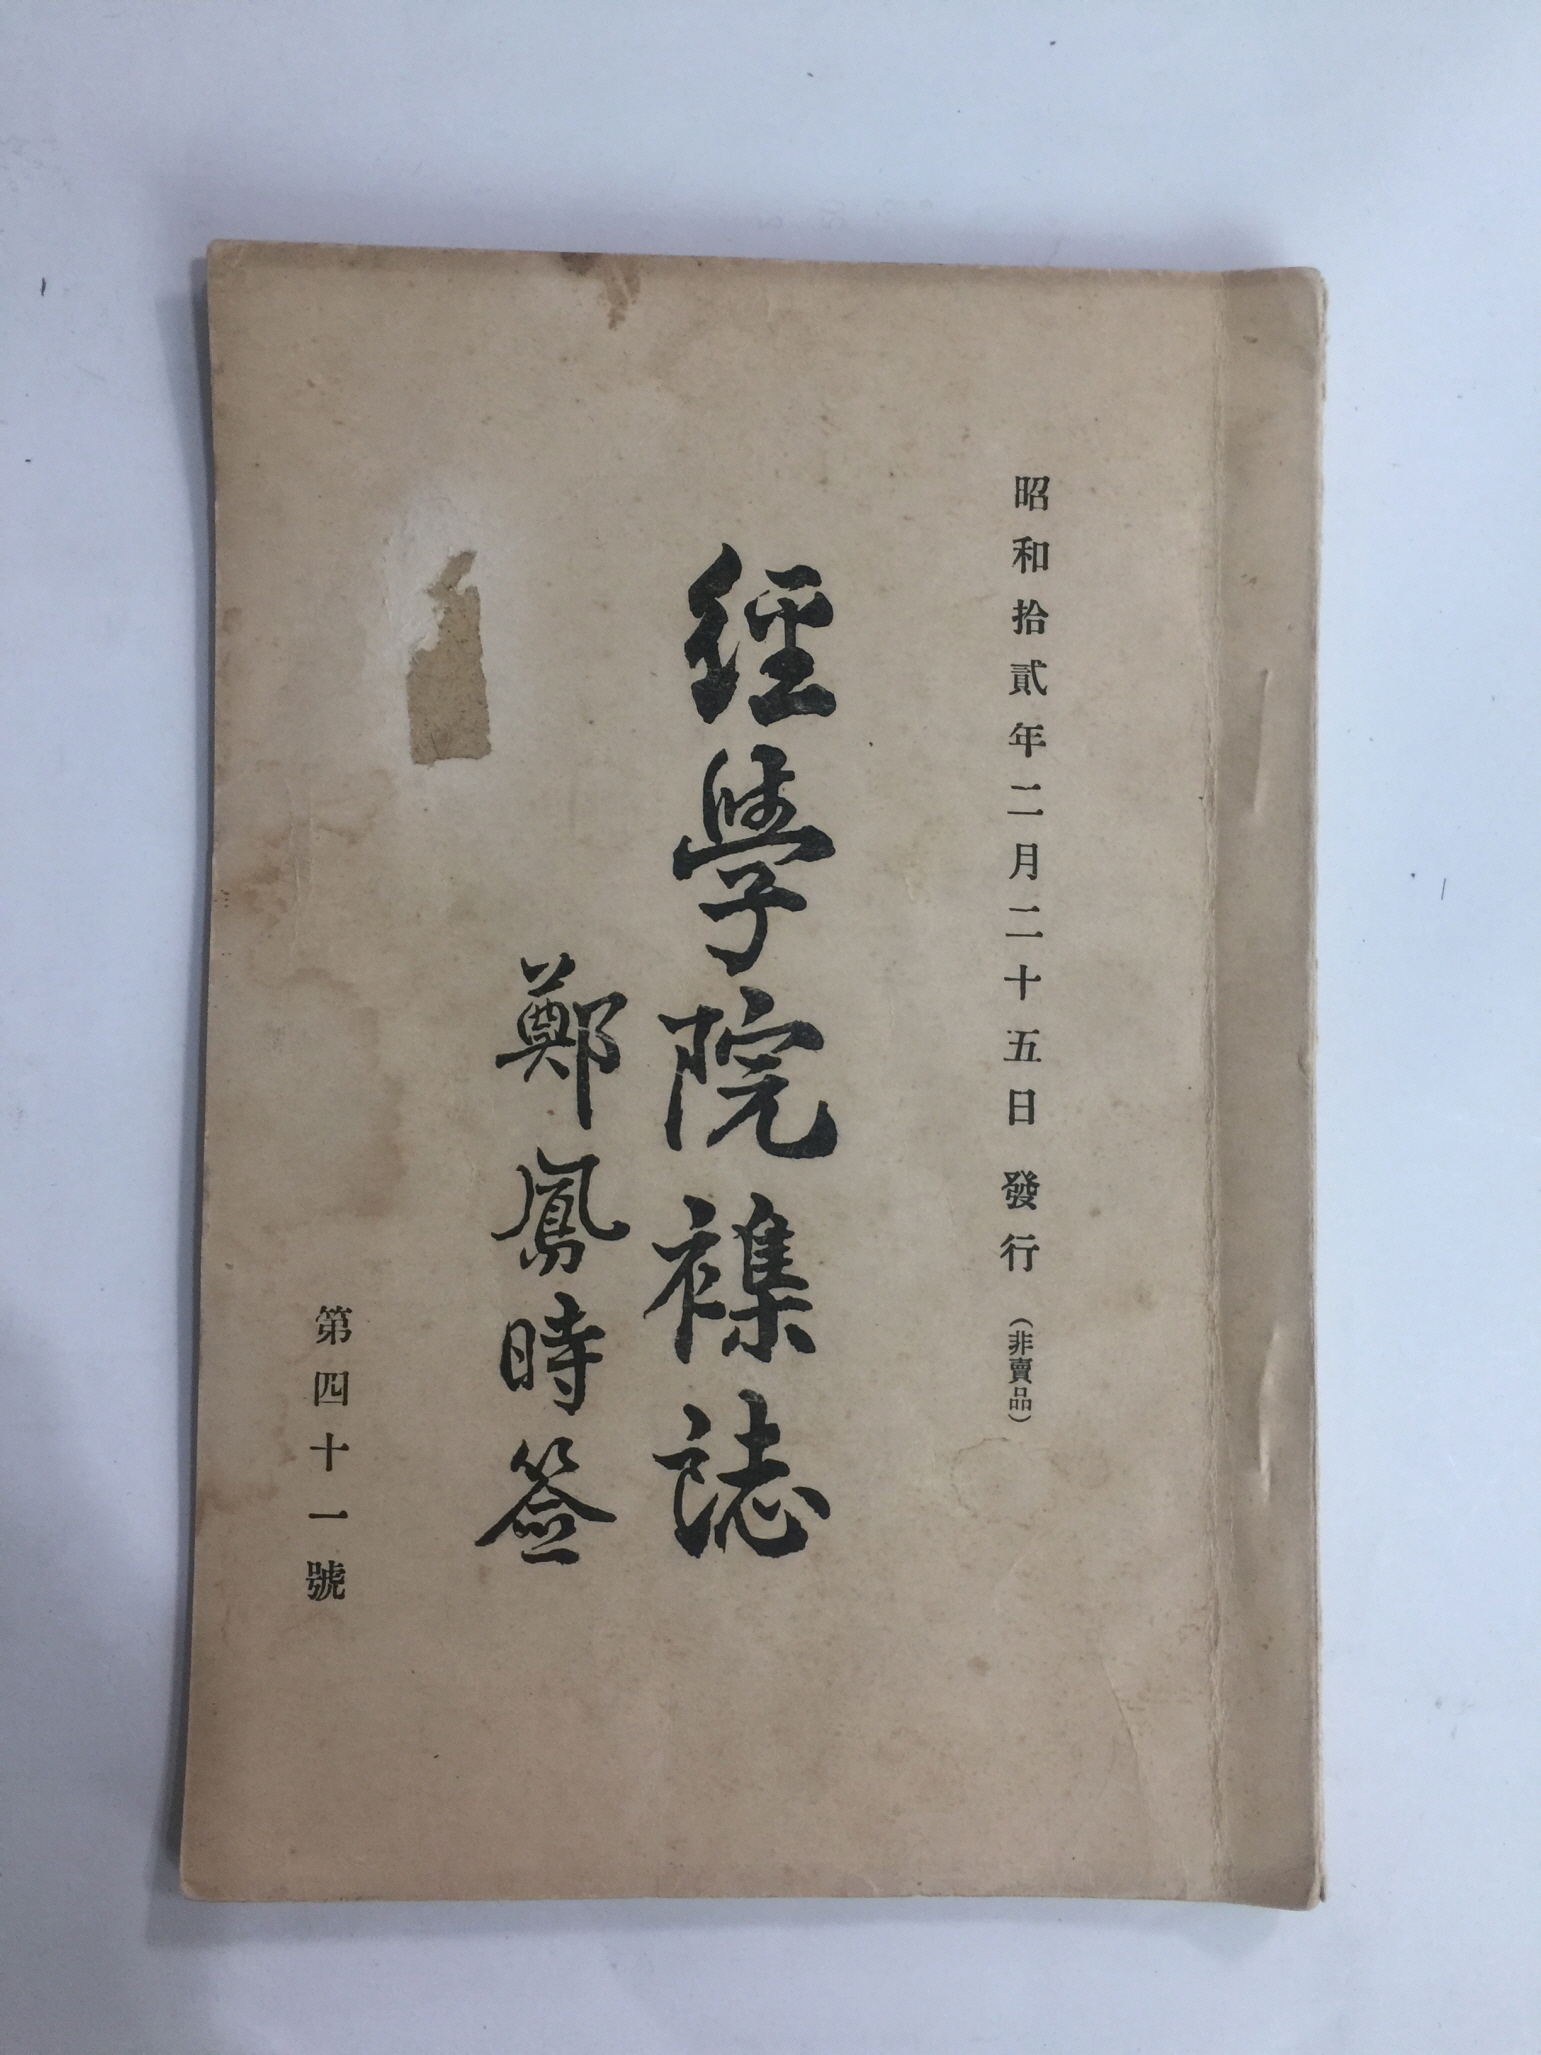 昭和拾貳年二月二十五日 發行 （非賣品）
經學院襍誌
鄭鳳時簽
第四十一號